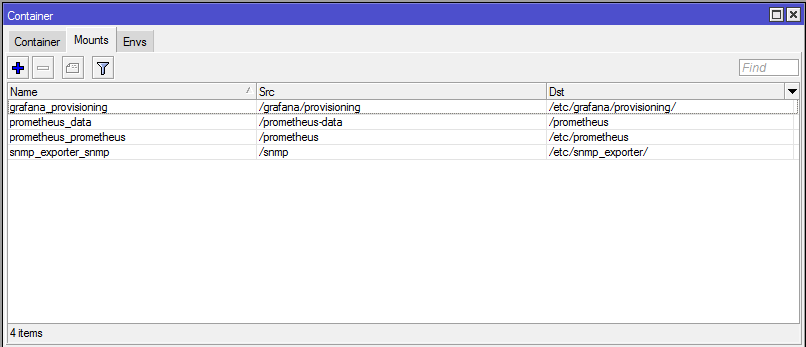 Container
Container Mounts Envs
Find
Name Src Dst
grafana_provisioning /grafana/provisioning /etc/grafana/provisioning/
prometheus_data /prometheus-data /prometheus
prometheus_prometheus /prometheus /etc/prometheus
snmp_exporter_snmp /snmp /etc/snmp_exporter/
4 items